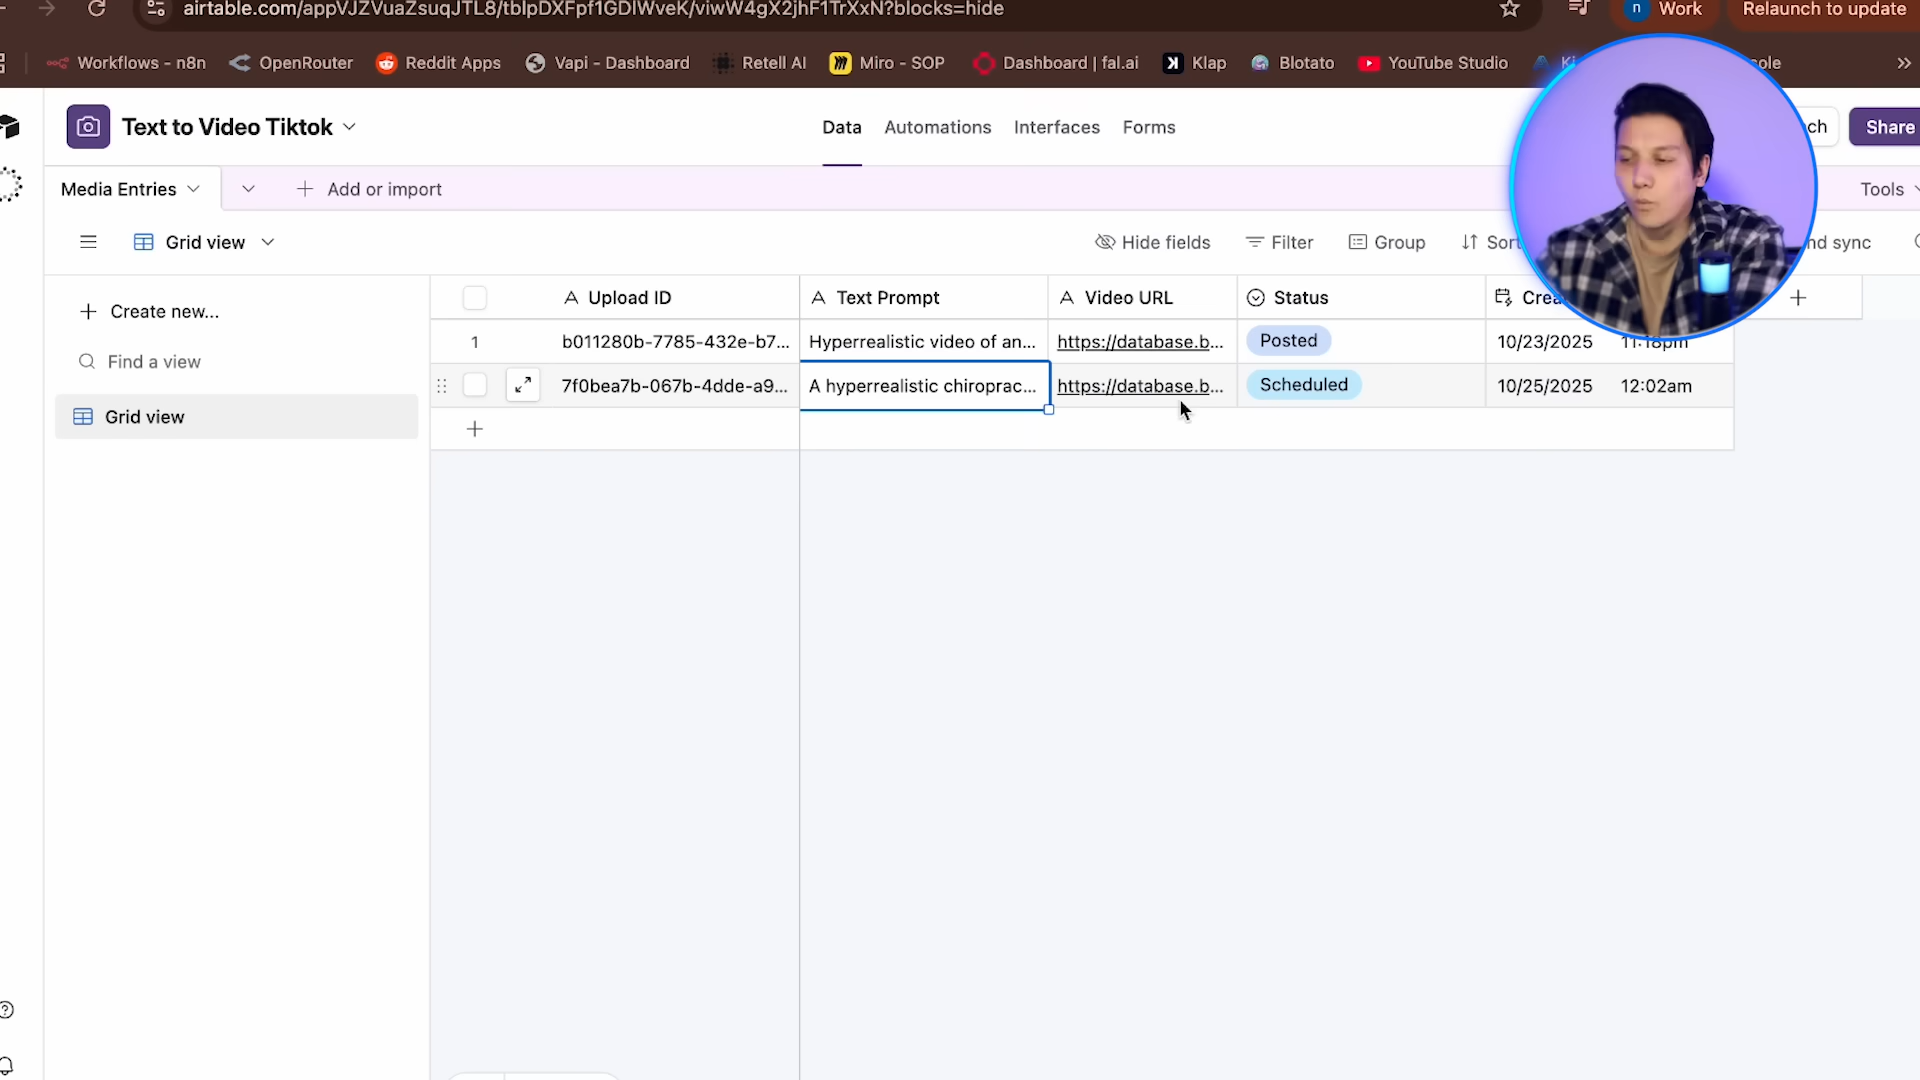 airtable.com/appVJZVuaZsuqJTL8/tblpDXFpf1GDlWveK/viwW4gX2jhF1TrXxN?blocks=hide
n Work
Relaunch to update
Workflows - n8n
OpenRouter
Reddit Apps
Vapi - Dashboard
Retell AI
Miro - SOP
Dashboard | fal.ai
Klap
Blotato
YouTube Studio
Text to Video Tiktok
Data
Automations
Interfaces
Forms
Share
Media Entries
Add or import
Tools
Grid view
Hide fields
Filter
Group
Sort
sync
Create new...
Find a view
Grid view
Upload ID
Text Prompt
Video URL
Status
1
b011280b-7785-432e-b7...
Hyperrealistic video of an...
https://database.b...
Posted
10/23/2025
11:18pm
7f0bea7b-067b-4dde-a9...
A hyperrealistic chiroprac...
https://database.b...
Scheduled
10/25/2025
12:02am